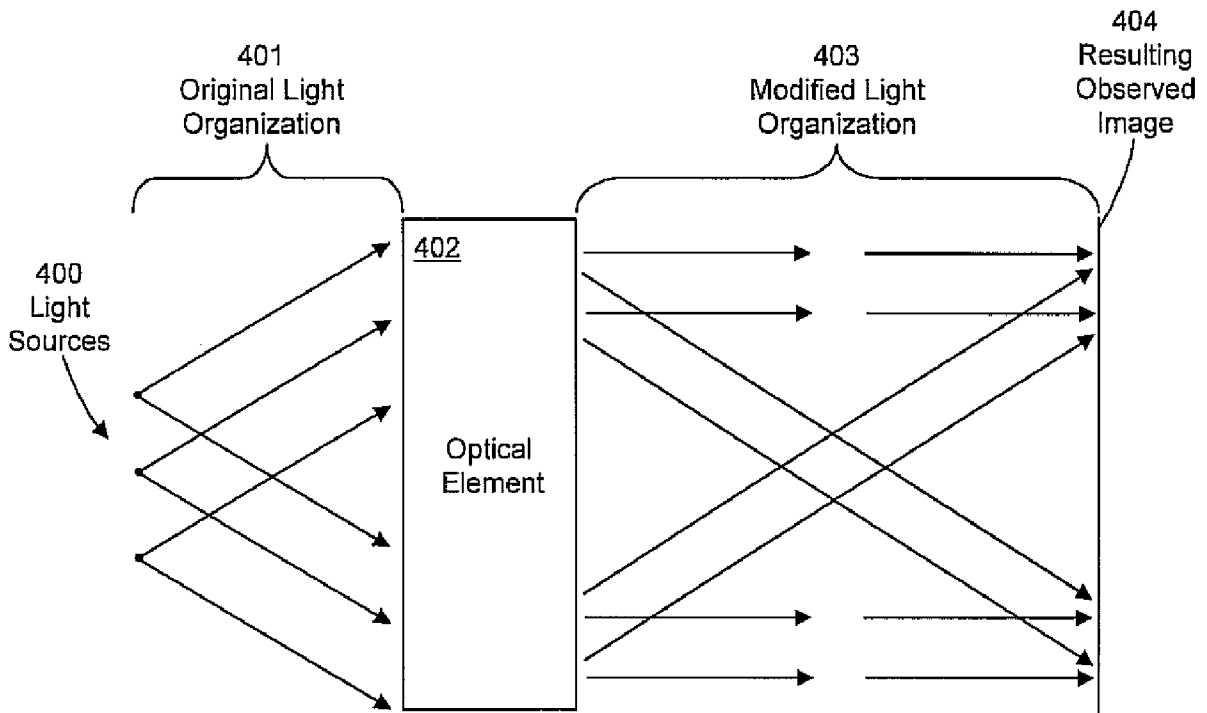 401
Original Light
Organization
403
Modified Light
Organization
404
Resulting
Observed
Image
400
Light
Sources
402
Optical
Element